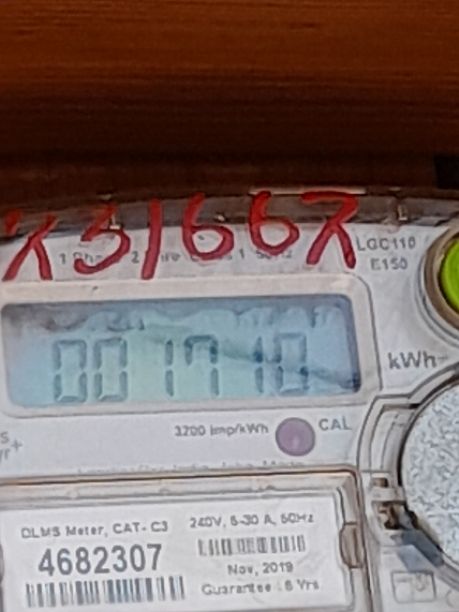 X3166X
LGC110
E150
001710
kWh
3200 imp/kWh
CAL
DLMS Meter, CAT- C3
240V, 5-30 A, 50Hz
4682307
Nov, 2019
Guarantee : 6 Yrs